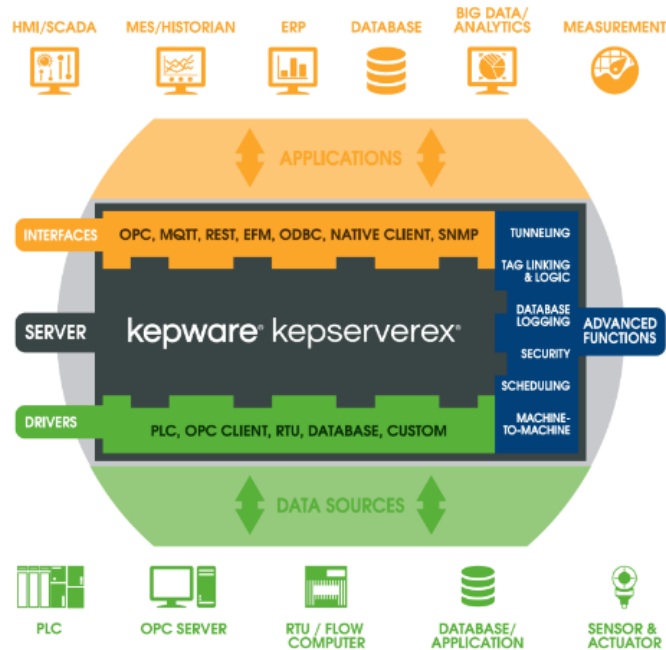 HMI/SCADA
MES/HISTORIAN
ERP
DATABASE
BIG DATA/
ANALYTICS
MEASUREMENT
APPLICATIONS
INTERFACES
OPC, MQTT, REST, EFM, ODBC, NATIVE CLIENT, SNMP
SERVER
kepware® kepserverex®
DRIVERS
PLC, OPC CLIENT, RTU, DATABASE, CUSTOM
TUNNELING
TAG LINKING
& LOGIC
DATABASE
LOGGING
SECURITY
SCHEDULING
MACHINE-
TO-MACHINE
ADVANCED
FUNCTIONS
DATA SOURCES
PLC
OPC SERVER
RTU / FLOW
COMPUTER
DATABASE/
APPLICATION
SENSOR &
ACTUATOR